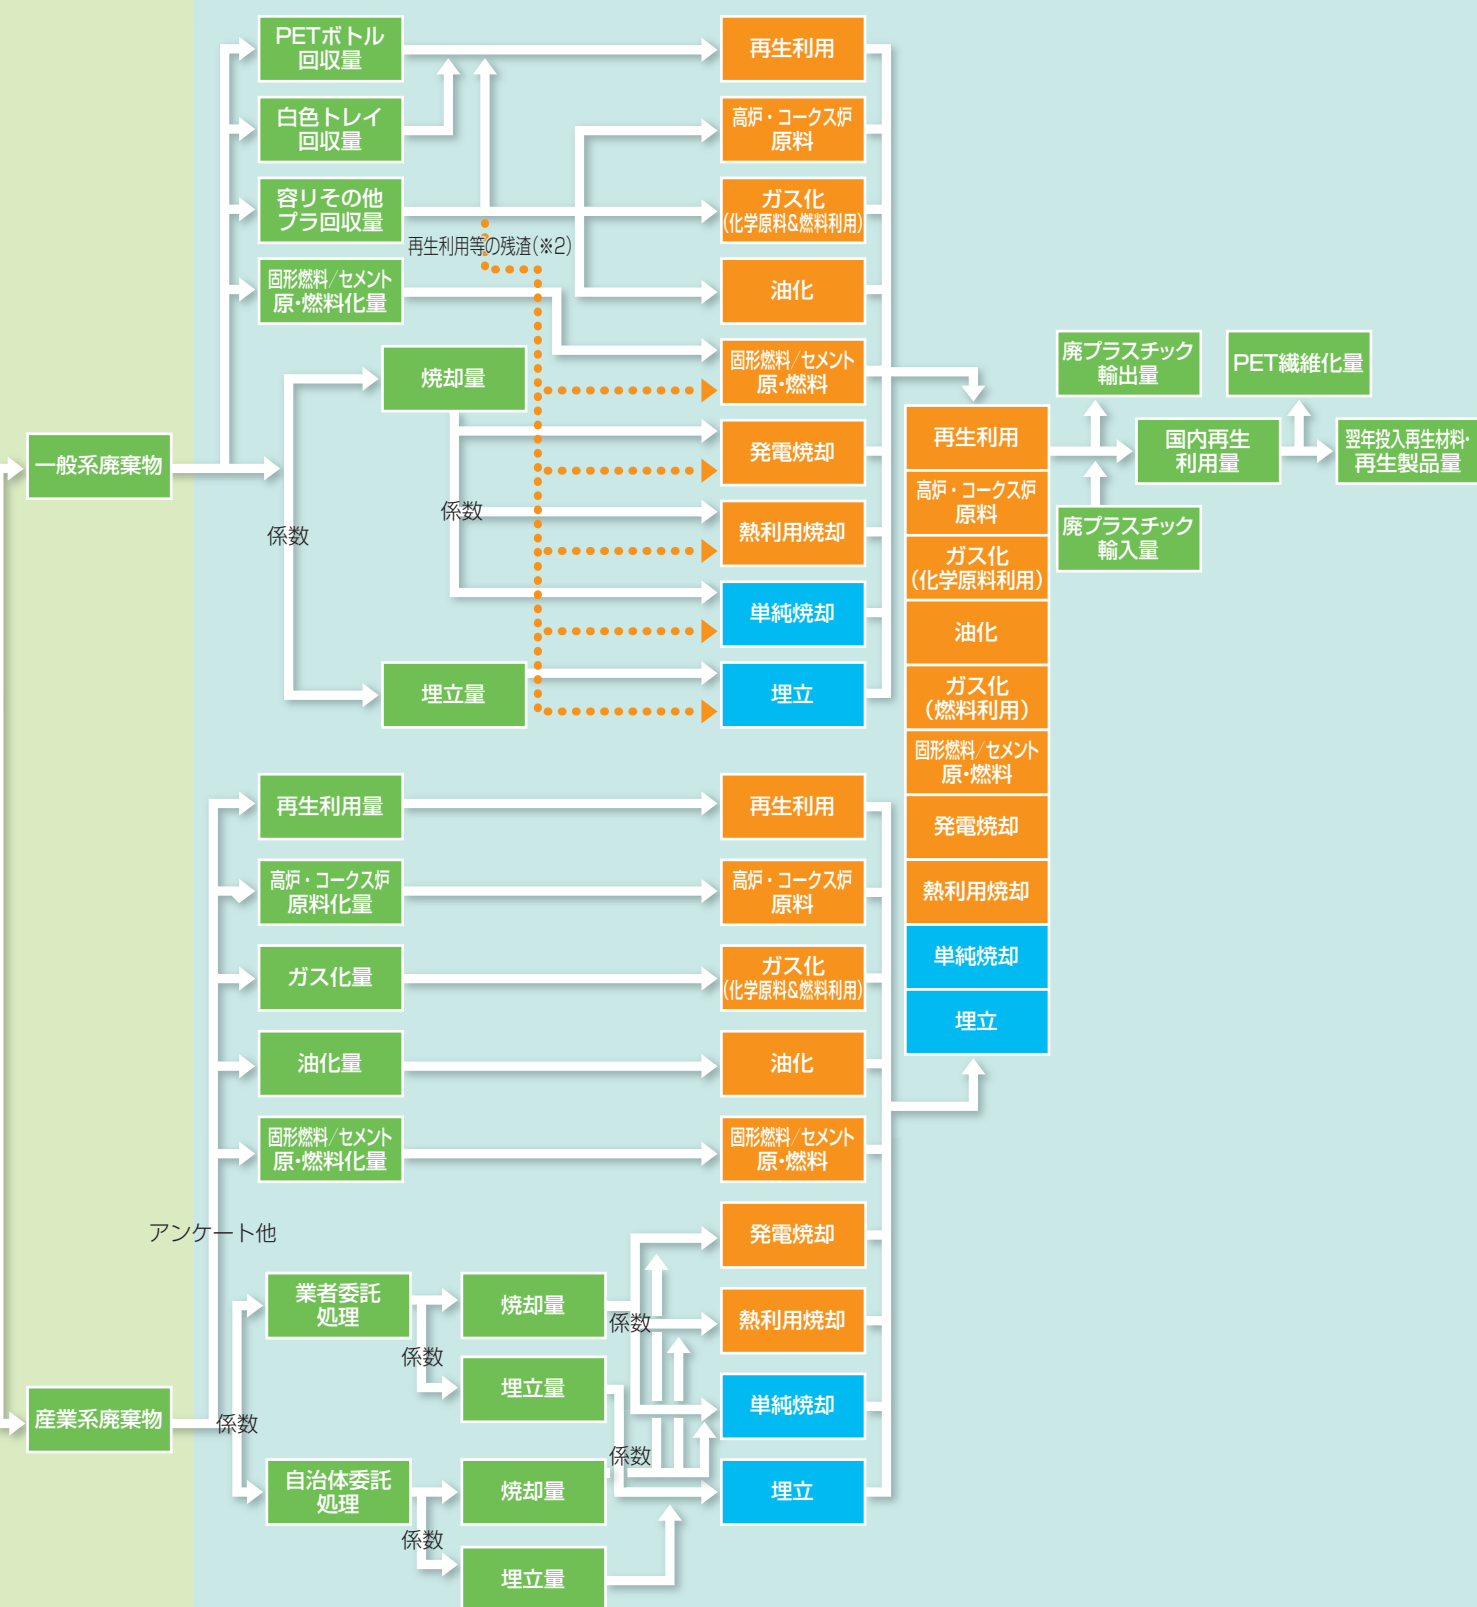 PETボトル
回収量
白色トレイ
回収量
容リその他
プラ回収量
固形燃料/セメント
原・燃料化量
再生利用等の残渣(※2)
焼却量
埋立量
一般系廃棄物
係数
係数
再生利用
高炉・コークス炉
原料
ガス化
(化学原料&燃料利用)
油化
固形燃料/セメント
原・燃料
発電焼却
熱利用焼却
単純焼却
埋立
再生利用
高炉・コークス炉
原料
ガス化
(化学原料利用)
油化
ガス化
(燃料利用)
固形燃料/セメント
原・燃料
発電焼却
熱利用焼却
単純焼却
埋立
廃プラスチック
輸出量
廃プラスチック
輸入量
国内再生
利用量
PET繊維化量
翌年投入再生材料・
再生製品量
再生利用量
高炉・コークス炉
原料化量
ガス化量
油化量
固形燃料/セメント
原・燃料化量
アンケート他
産業系廃棄物
係数
業者委託
処理
係数
焼却量
埋立量
係数
自治体委託
処理
係数
焼却量
埋立量
係数
再生利用
高炉・コークス炉
原料
ガス化
(化学原料&燃料利用)
油化
固形燃料/セメント
原・燃料
発電焼却
熱利用焼却
単純焼却
埋立